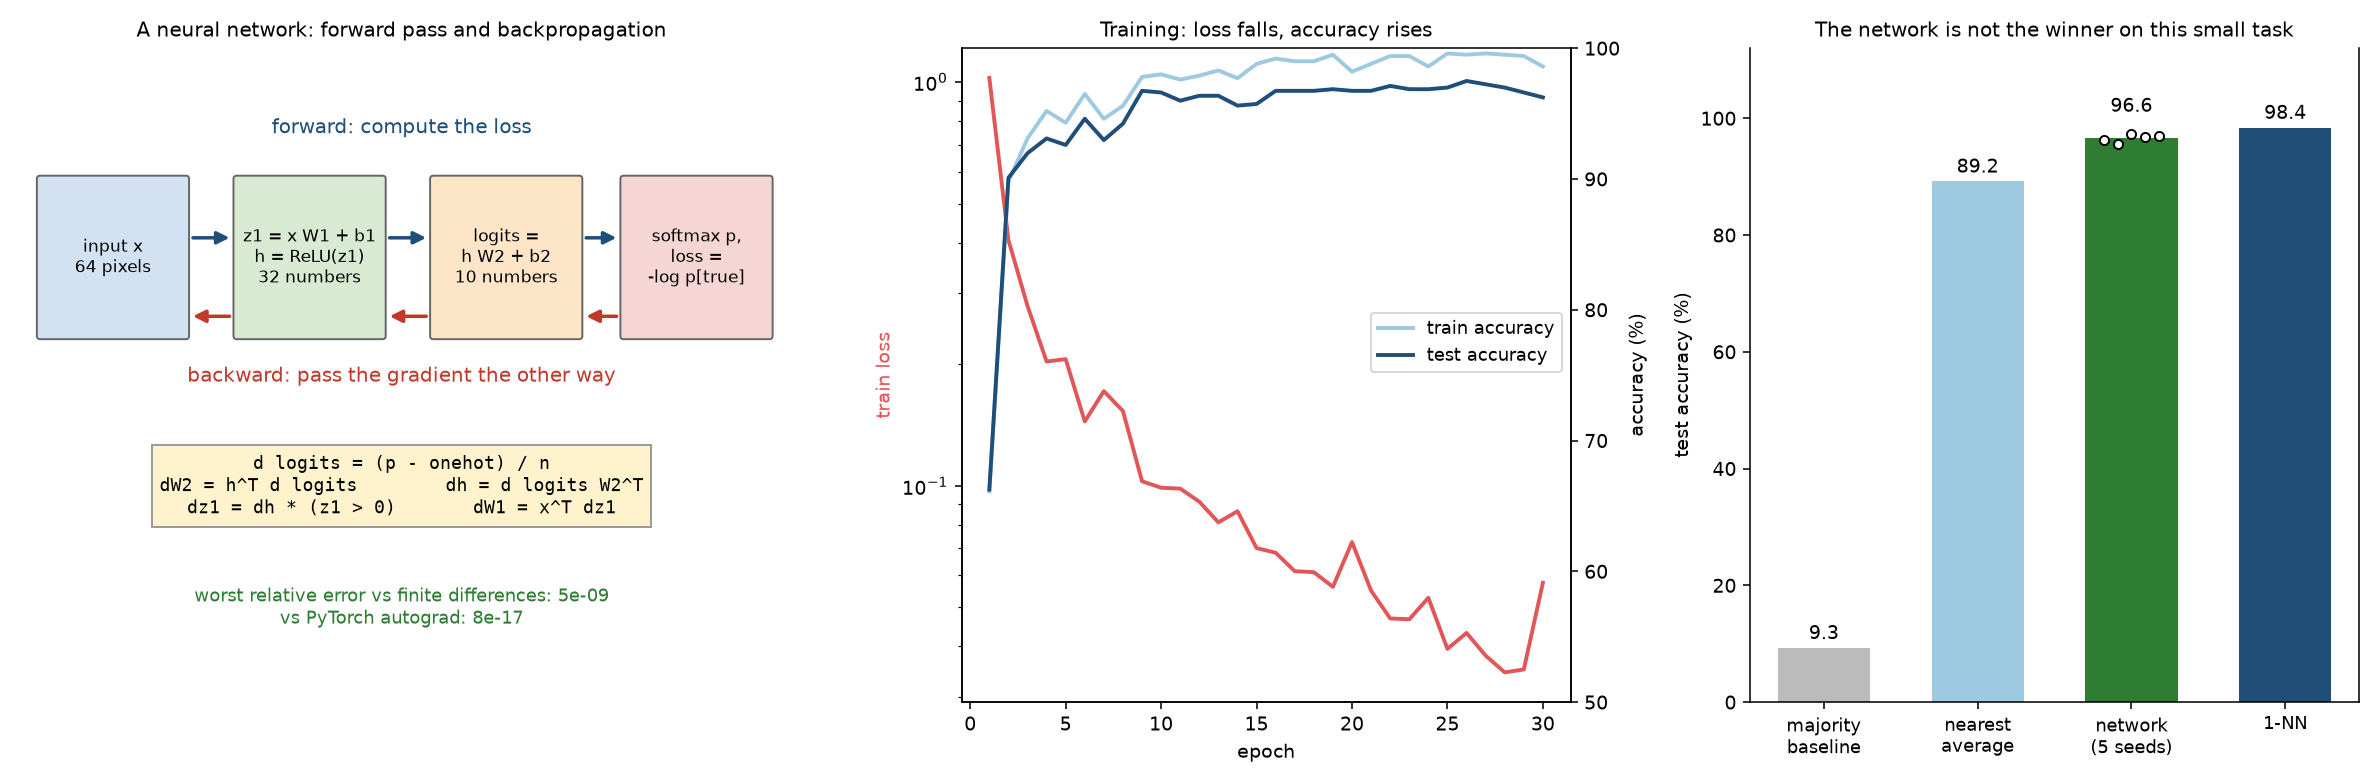 A neural network: forward pass and backpropagation
forward: compute the loss
input x
64 pixels
z1 = x W1 + b1
h = ReLU(z1)
32 numbers
logits =
h W2 + b2
10 numbers
softmax p,
loss =
-log p[true]
backward: pass the gradient the other way
d logits = (p - onehot) / n
dW2 = h^T d logits        dh = d logits W2^T
dz1 = dh * (z1 > 0)       dW1 = x^T dz1
worst relative error vs finite differences: 5e-09
vs PyTorch autograd: 8e-17
Training: loss falls, accuracy rises
train loss
10⁰
10⁻¹
0 5 10 15 20 25 30
epoch
100
90
80
70
60
50
accuracy (%)
train accuracy
test accuracy
The network is not the winner on this small task
test accuracy (%)
100
80
60
40
20
0
9.3
89.2
96.6
98.4
majority
baseline
nearest
average
network
(5 seeds)
1-NN